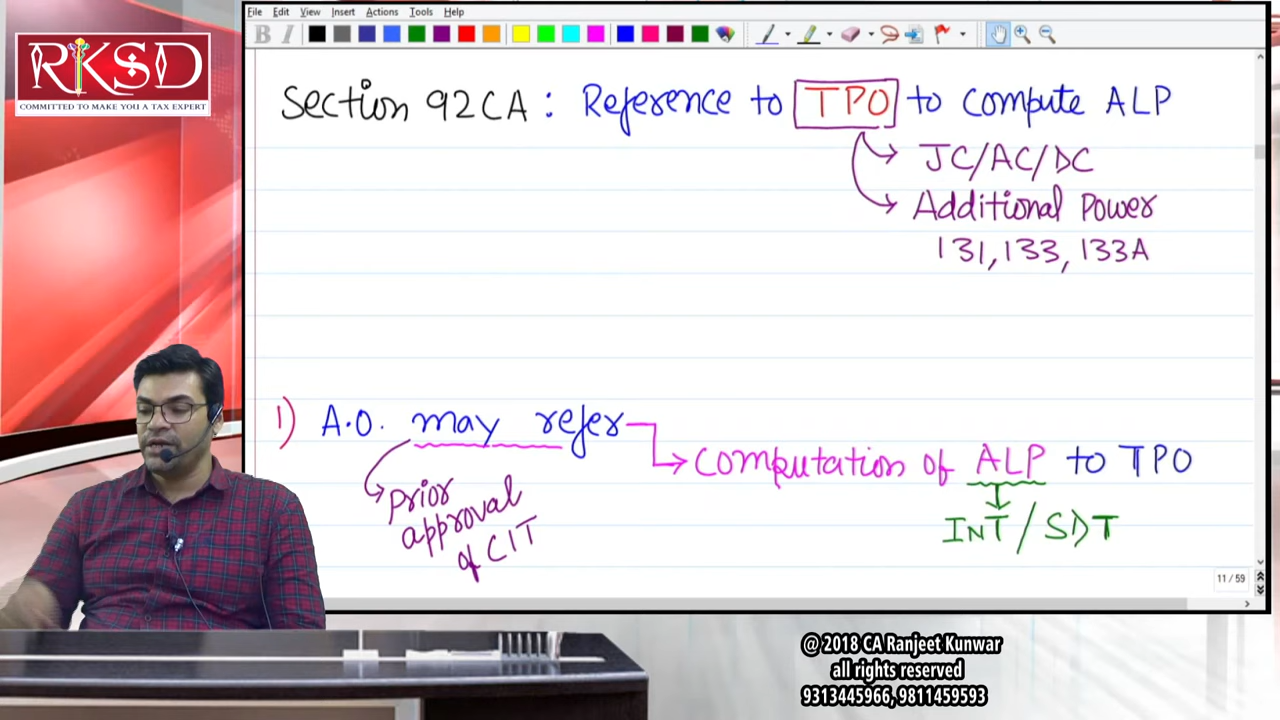 File Edit View Insert Actions Tools Help
B I
RKSD
COMMITTED TO MAKE YOU A TAX EXPERT
Section 92CA : Reference to TPO to compute ALP
JC/AC/DC
Additional Power
131, 133, 133A
1) A.O. may refer
Computation of ALP to TPO
Prior
approval
of CIT
INT / SDT
11 / 59
@ 2018 CA Ranjeet Kunwar
all rights reserved
9313445966, 9811459593